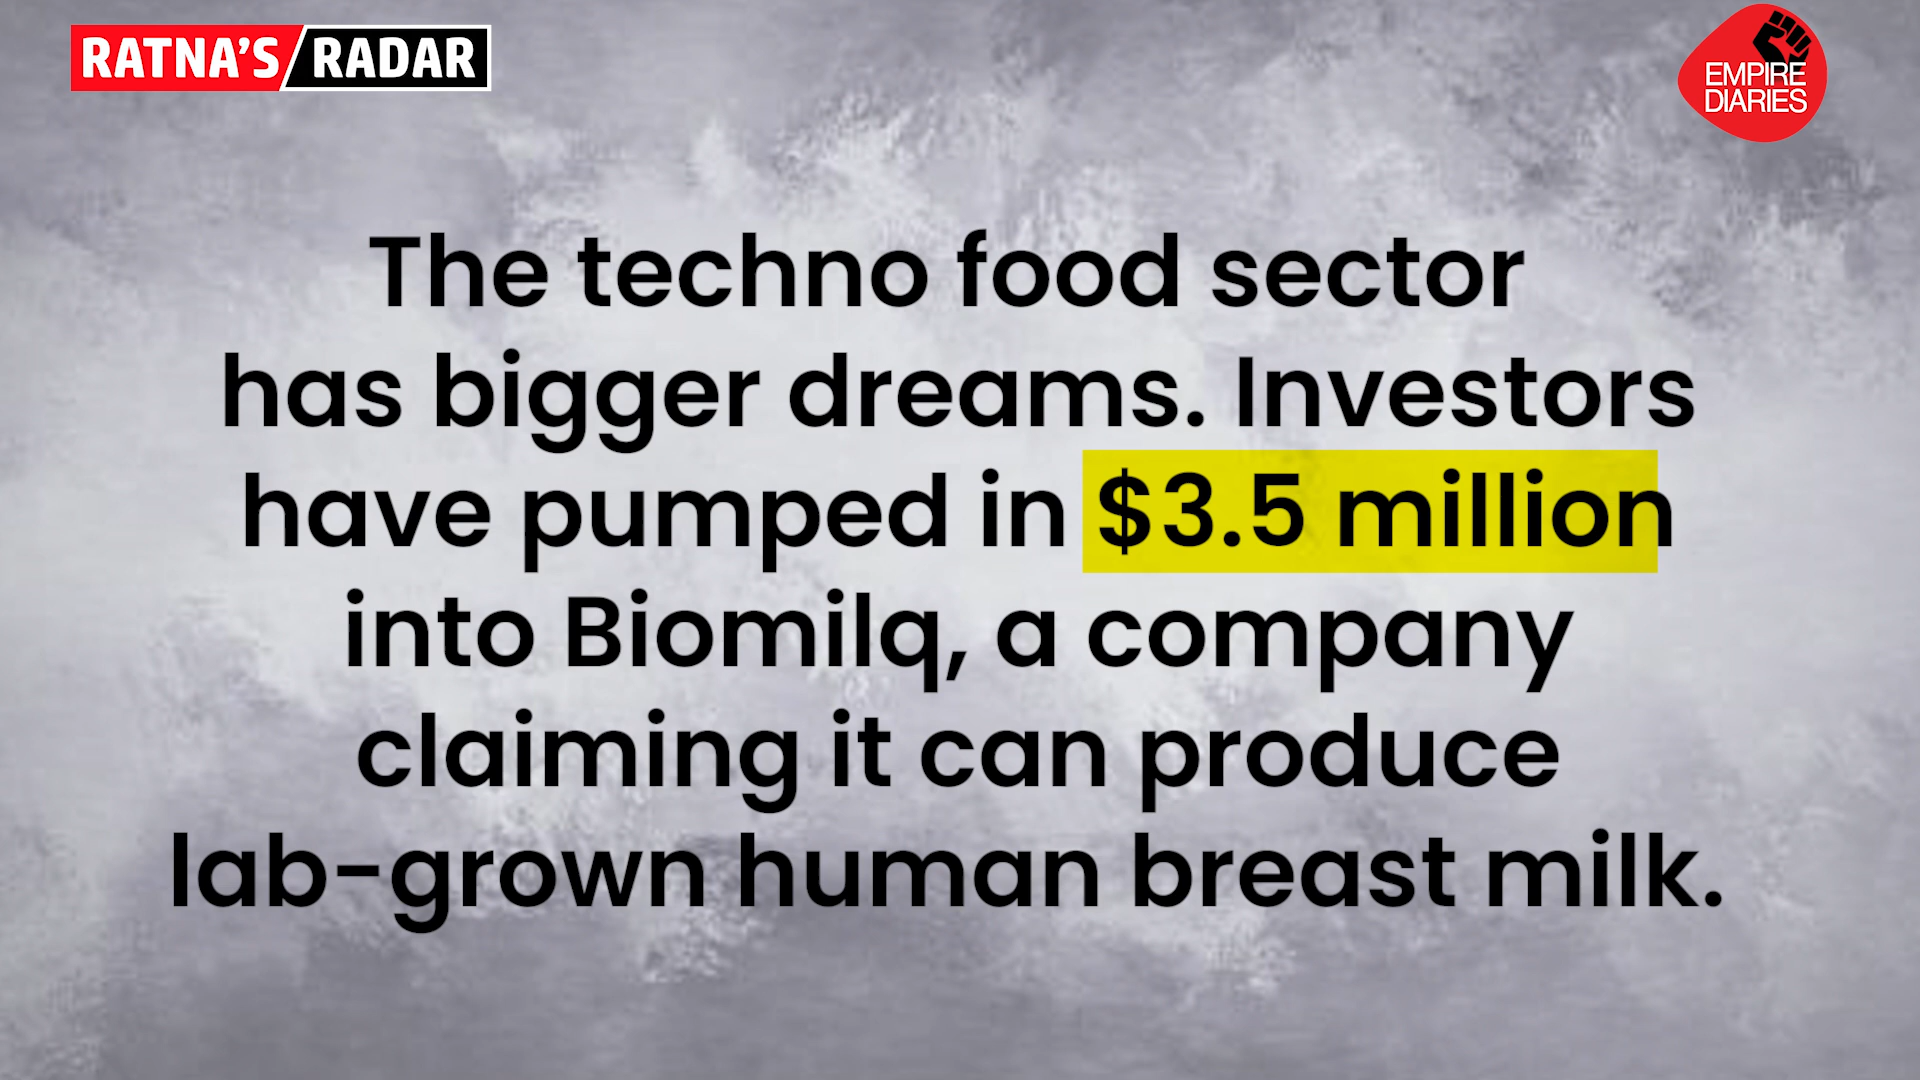 RATNA'S RADAR
EMPIRE
DIARIES
The techno food sector
has bigger dreams. Investors
have pumped in $3.5 million
into Biomilq, a company
claiming it can produce
lab-grown human breast milk.